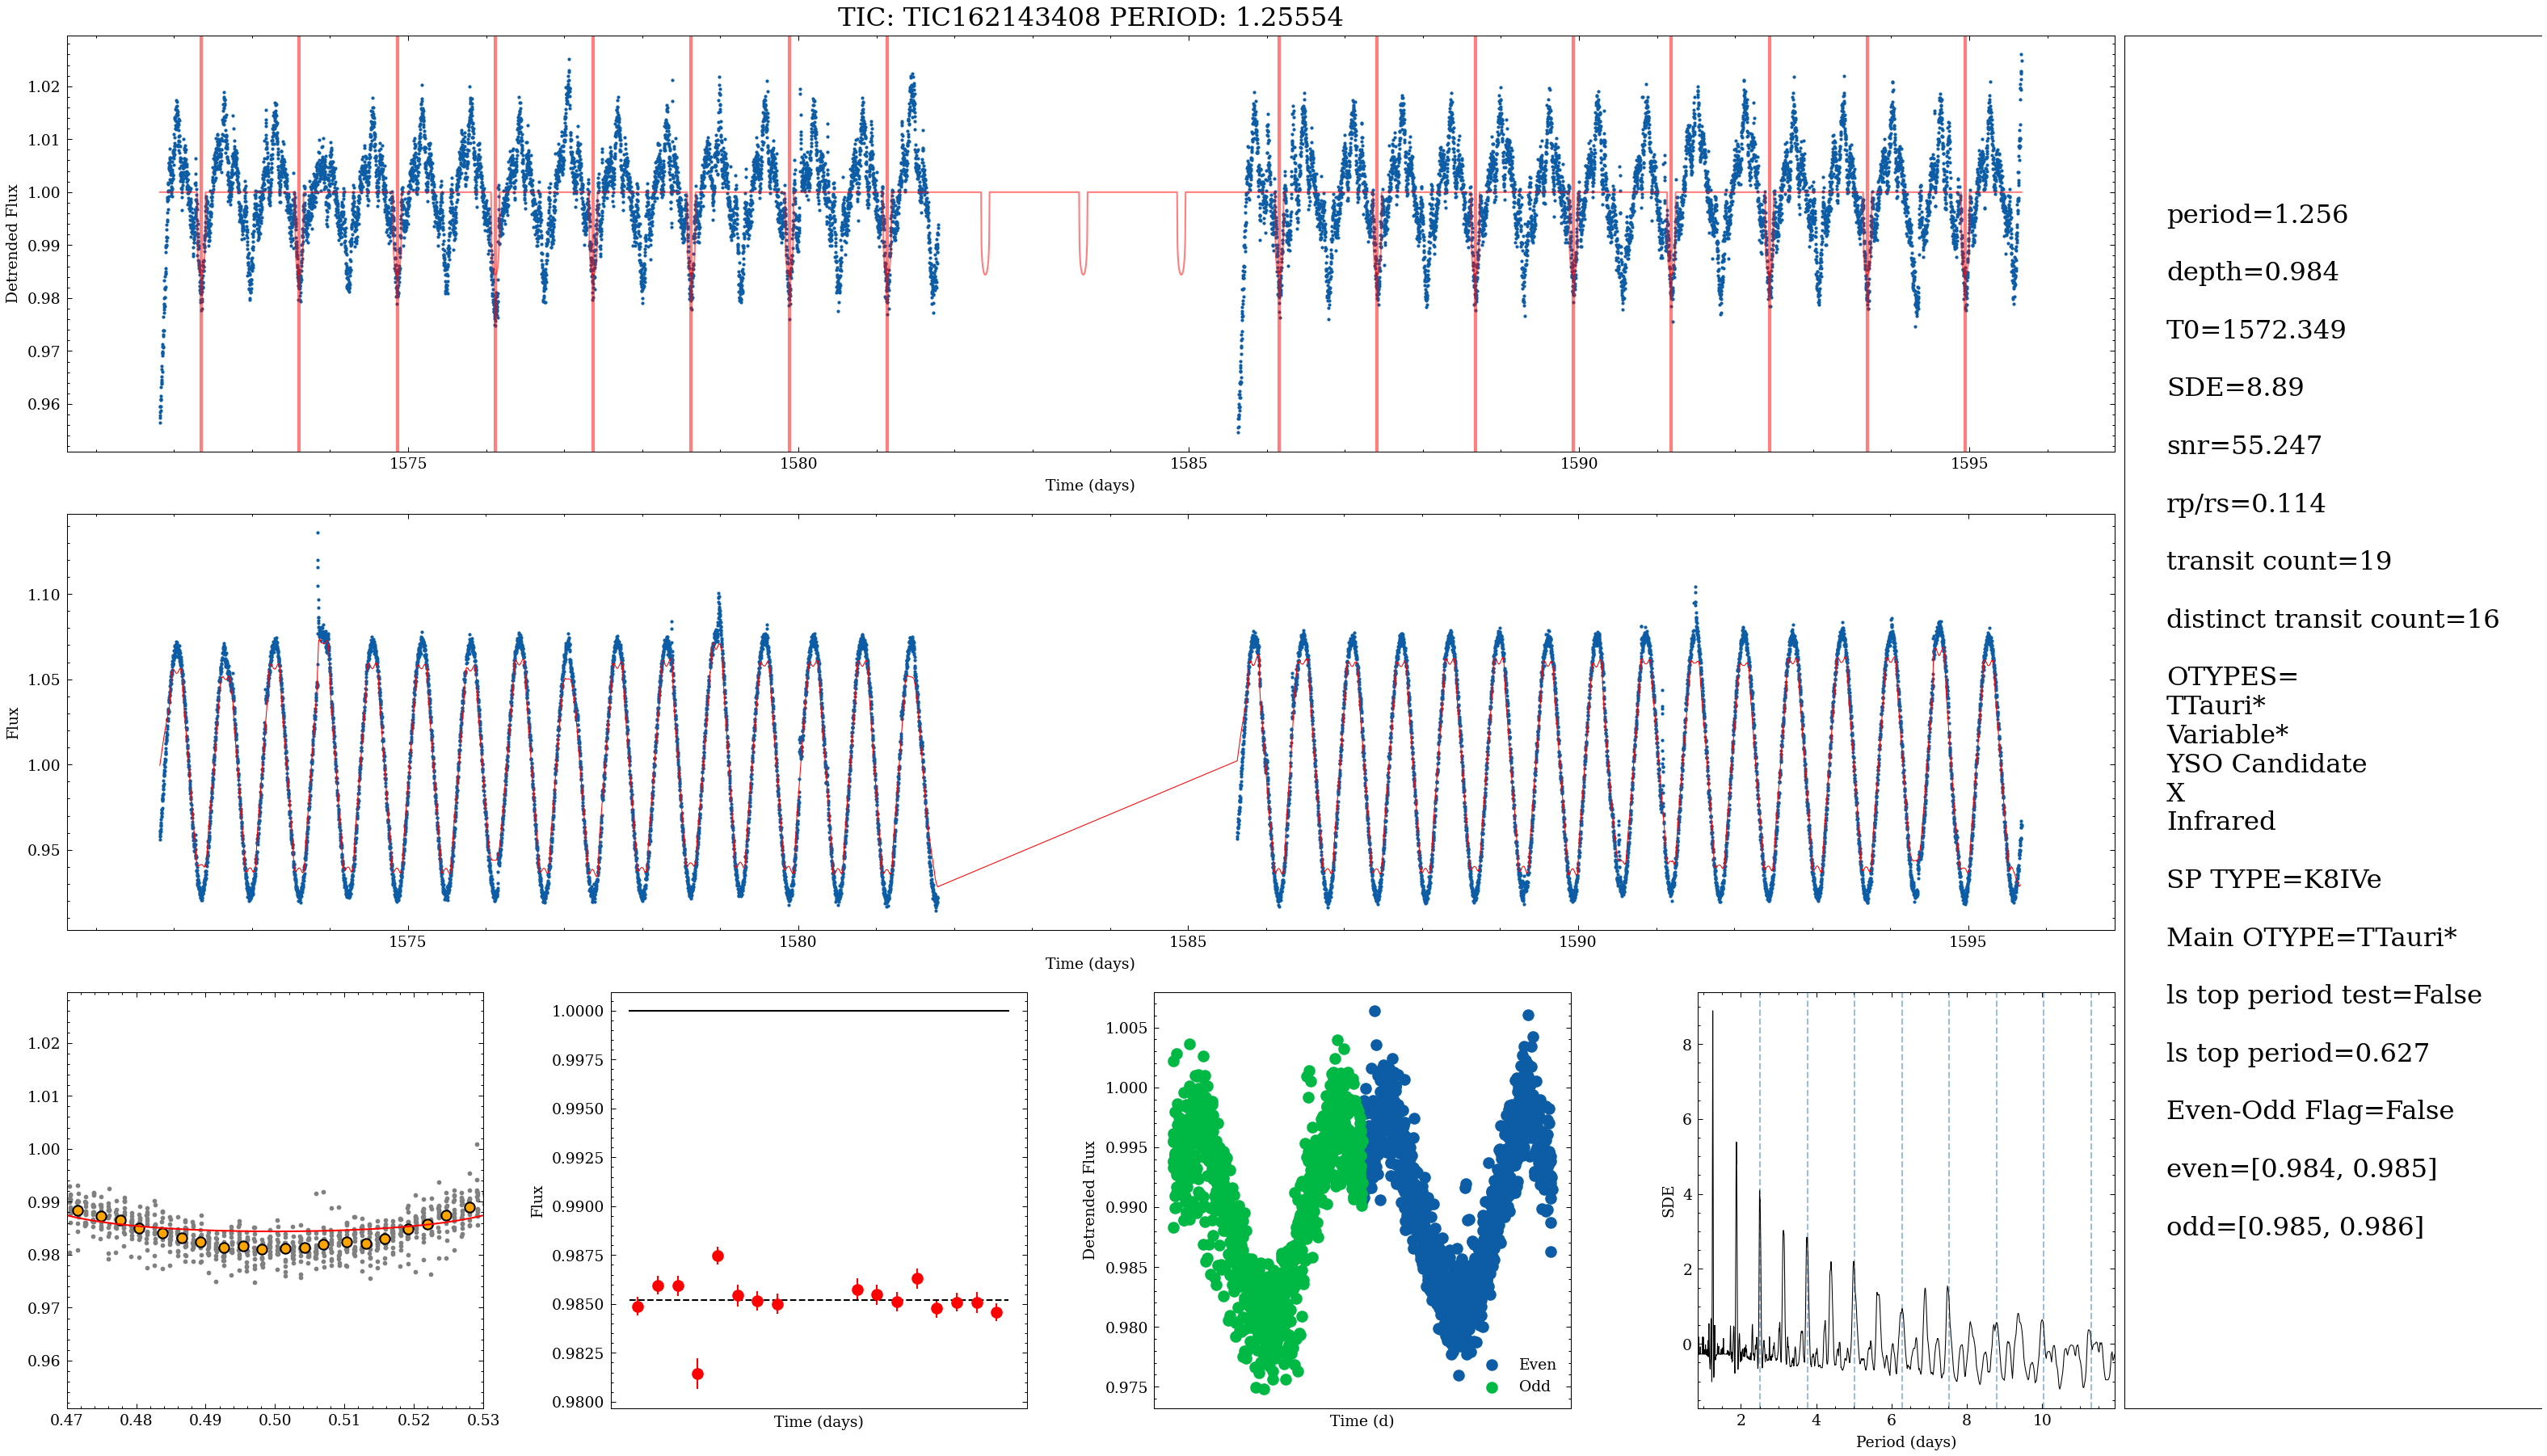 TIC: TIC162143408 PERIOD: 1.25554
1.02
1.01
1.00
0.99
0.98
0.97
0.96
Detrended Flux
1575
1580
1585
1590
1595
Time (days)
1.10
1.05
1.00
0.95
Flux
1575
1580
1585
1590
1595
Time (days)
1.02
1.01
1.00
0.99
0.98
0.97
0.96
0.47
0.48
0.49
0.50
0.51
0.52
0.53
1.0000
0.9975
0.9950
0.9925
0.9900
0.9875
0.9850
0.9825
0.9800
Flux
Time (days)
1.005
1.000
0.995
0.990
0.985
0.980
0.975
Detrended Flux
Even
Odd
Time (d)
8
6
4
2
0
SDE
2
4
6
8
10
Period (days)
period=1.256
depth=0.984
T0=1572.349
SDE=8.89
snr=55.247
rp/rs=0.114
transit count=19
distinct transit count=16
OTYPES=
TTauri*
Variable*
YSO Candidate
X
Infrared
SP TYPE=K8IVe
Main OTYPE=TTauri*
ls top period test=False
ls top period=0.627
Even-Odd Flag=False
even=[0.984, 0.985]
odd=[0.985, 0.986]